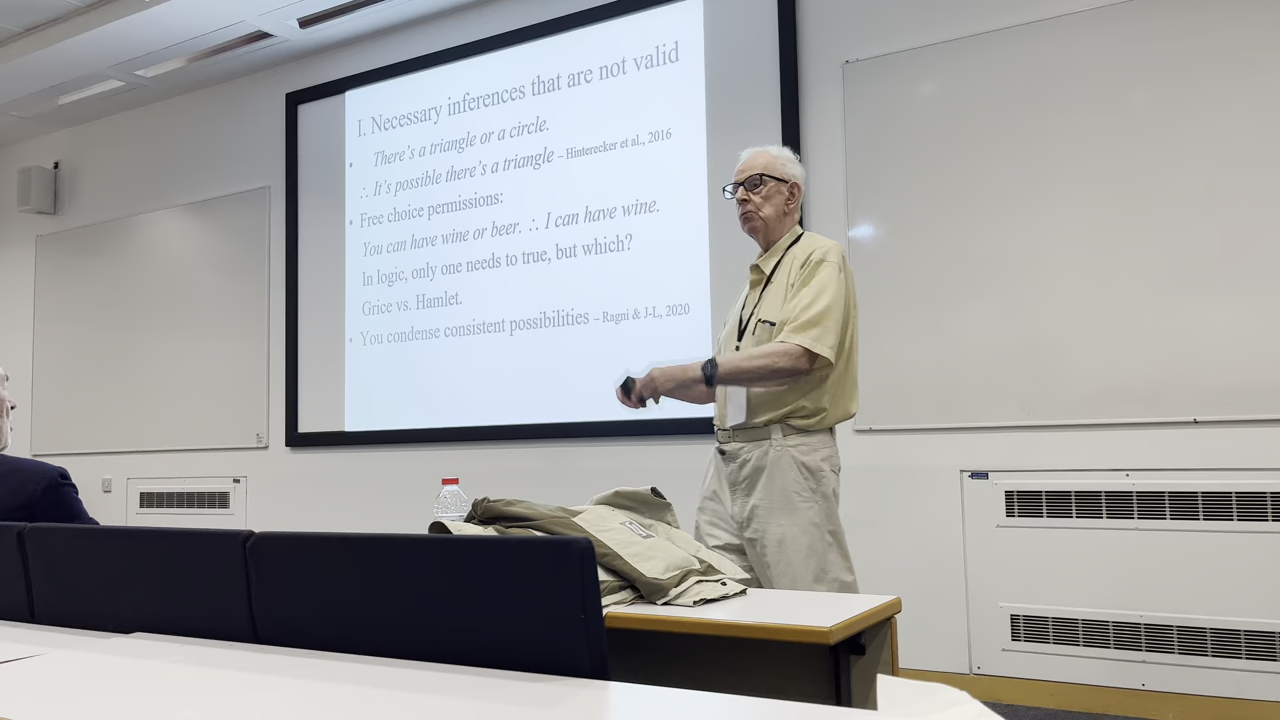 I. Necessary inferences that are not valid
• There's a triangle or a circle.
∴ It's possible there's a triangle – Hinterecker et al., 2016
• Free choice permissions:
You can have wine or beer. ∴ I can have wine.
In logic, only one needs to true, but which?
Grice vs. Hamlet.
• You condense consistent possibilities – Ragni & J-L, 2020